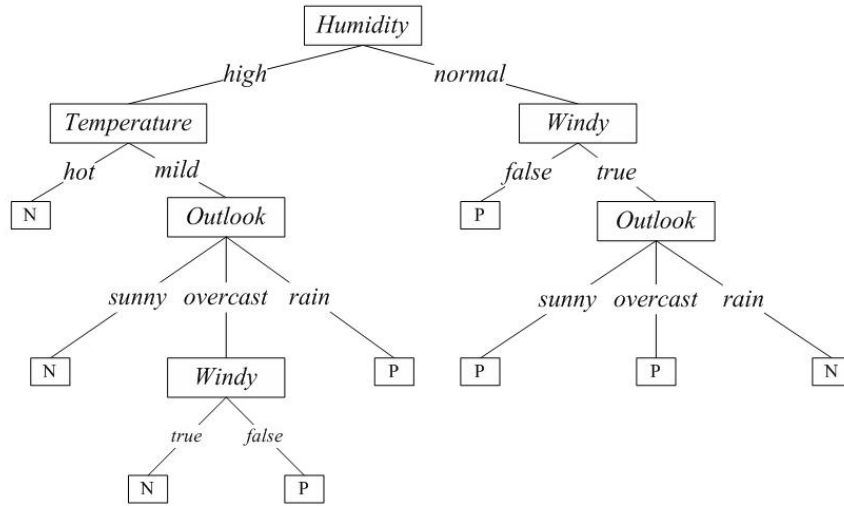 Humidity
high normal
Temperature Windy
hot mild false true
N Outlook P Outlook
sunny overcast rain sunny overcast rain
N Windy P P P N
true false
N P